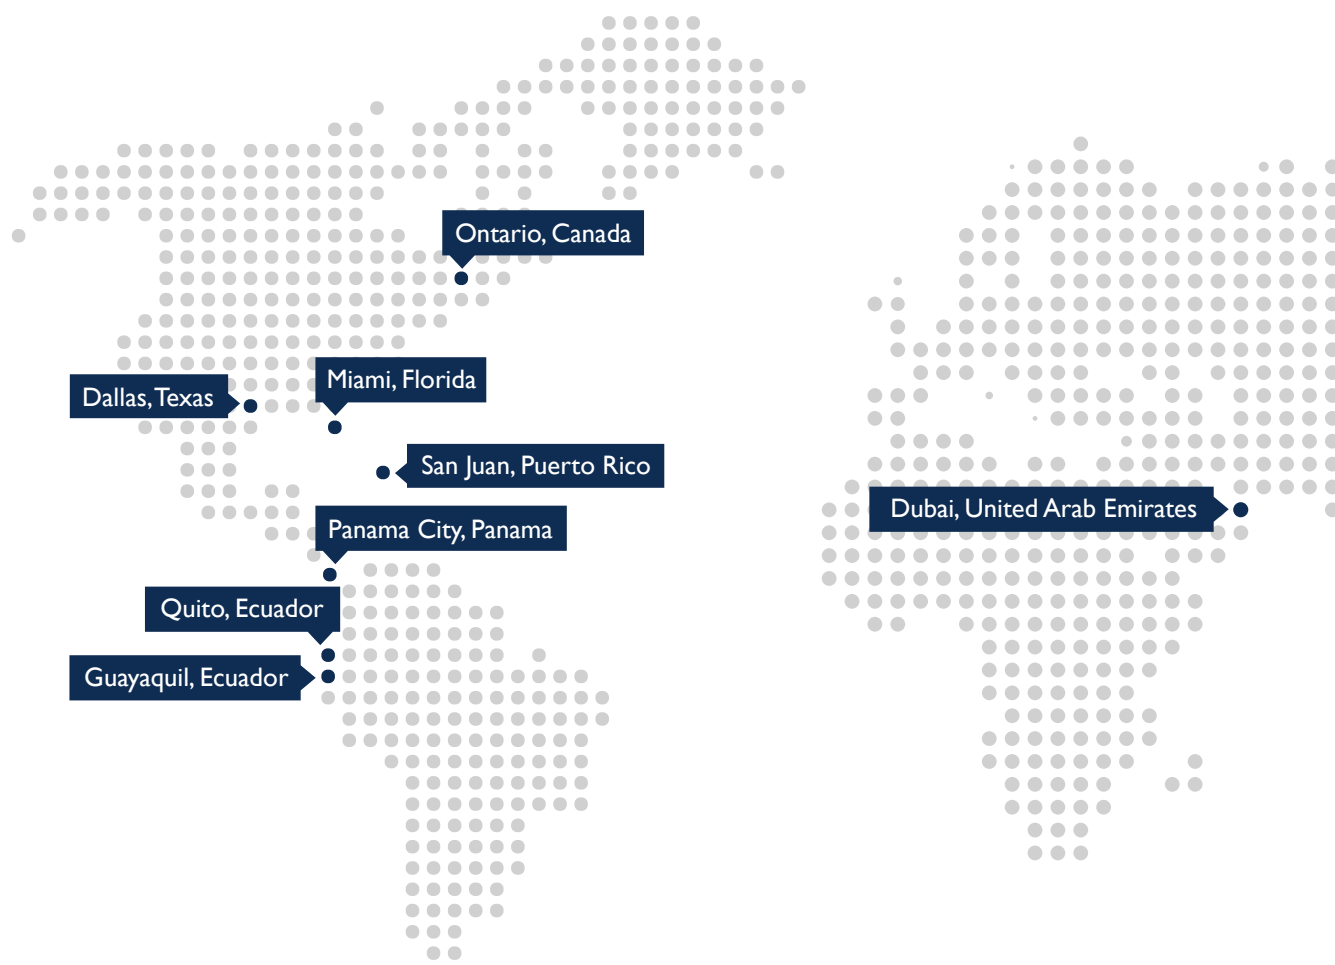 Ontario, Canada
Miami, Florida
Dallas, Texas
San Juan, Puerto Rico
Dubai, United Arab Emirates
Panama City, Panama
Quito, Ecuador
Guayaquil, Ecuador